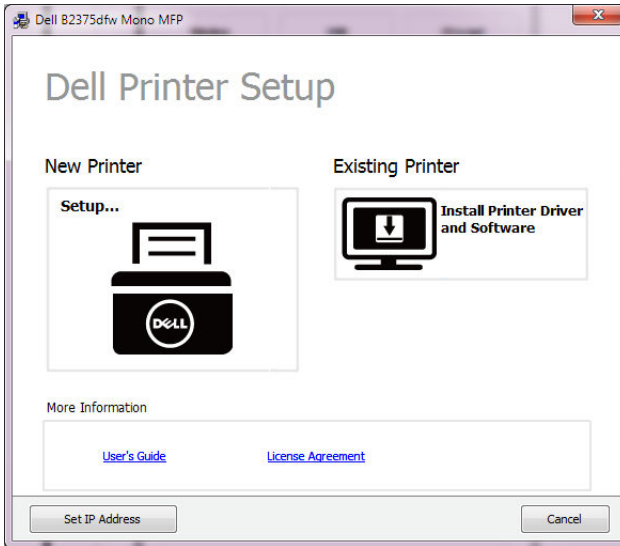 Dell B2375dfw Mono MFP
Dell Printer Setup
New Printer
Existing Printer
Setup...
Install Printer Driver
and Software
DELL
More Information
User's Guide
License Agreement
Set IP Address
Cancel